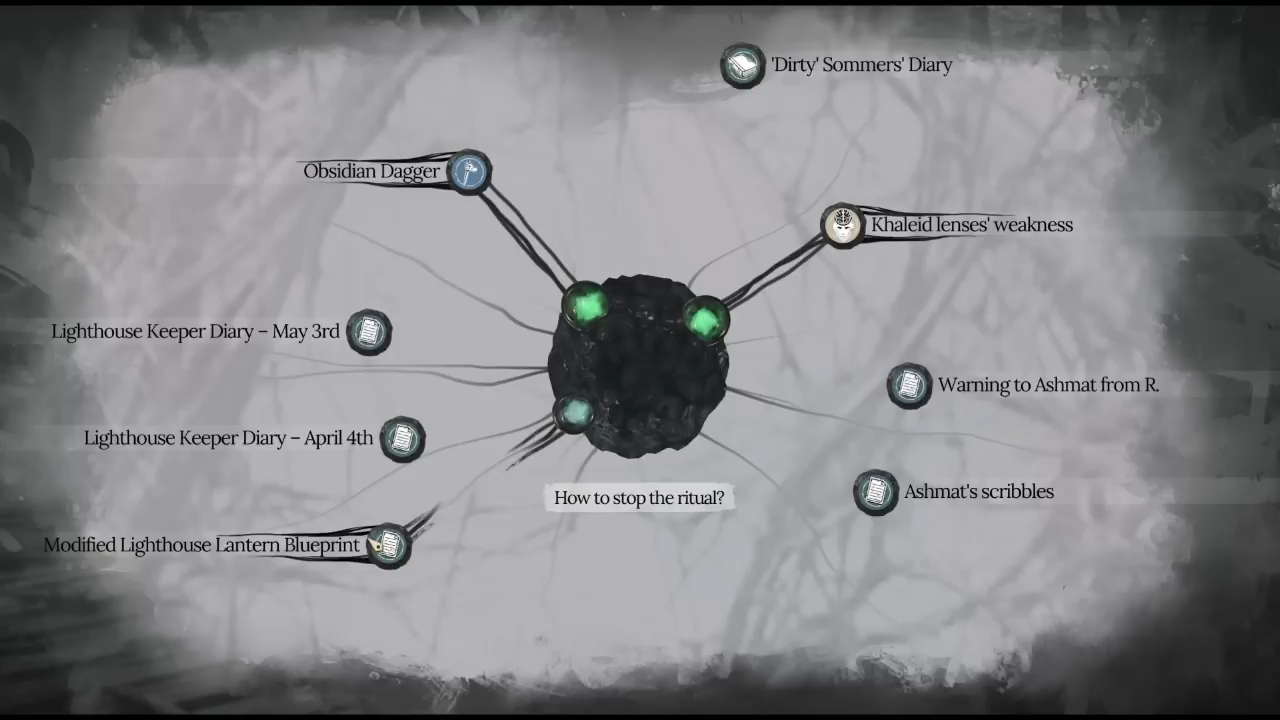 'Dirty' Sommers' Diary
Obsidian Dagger
Khaleid lenses' weakness
Lighthouse Keeper Diary – May 3rd
Warning to Ashmat from R.
Lighthouse Keeper Diary – April 4th
Ashmat's scribbles
How to stop the ritual?
Modified Lighthouse Lantern Blueprint